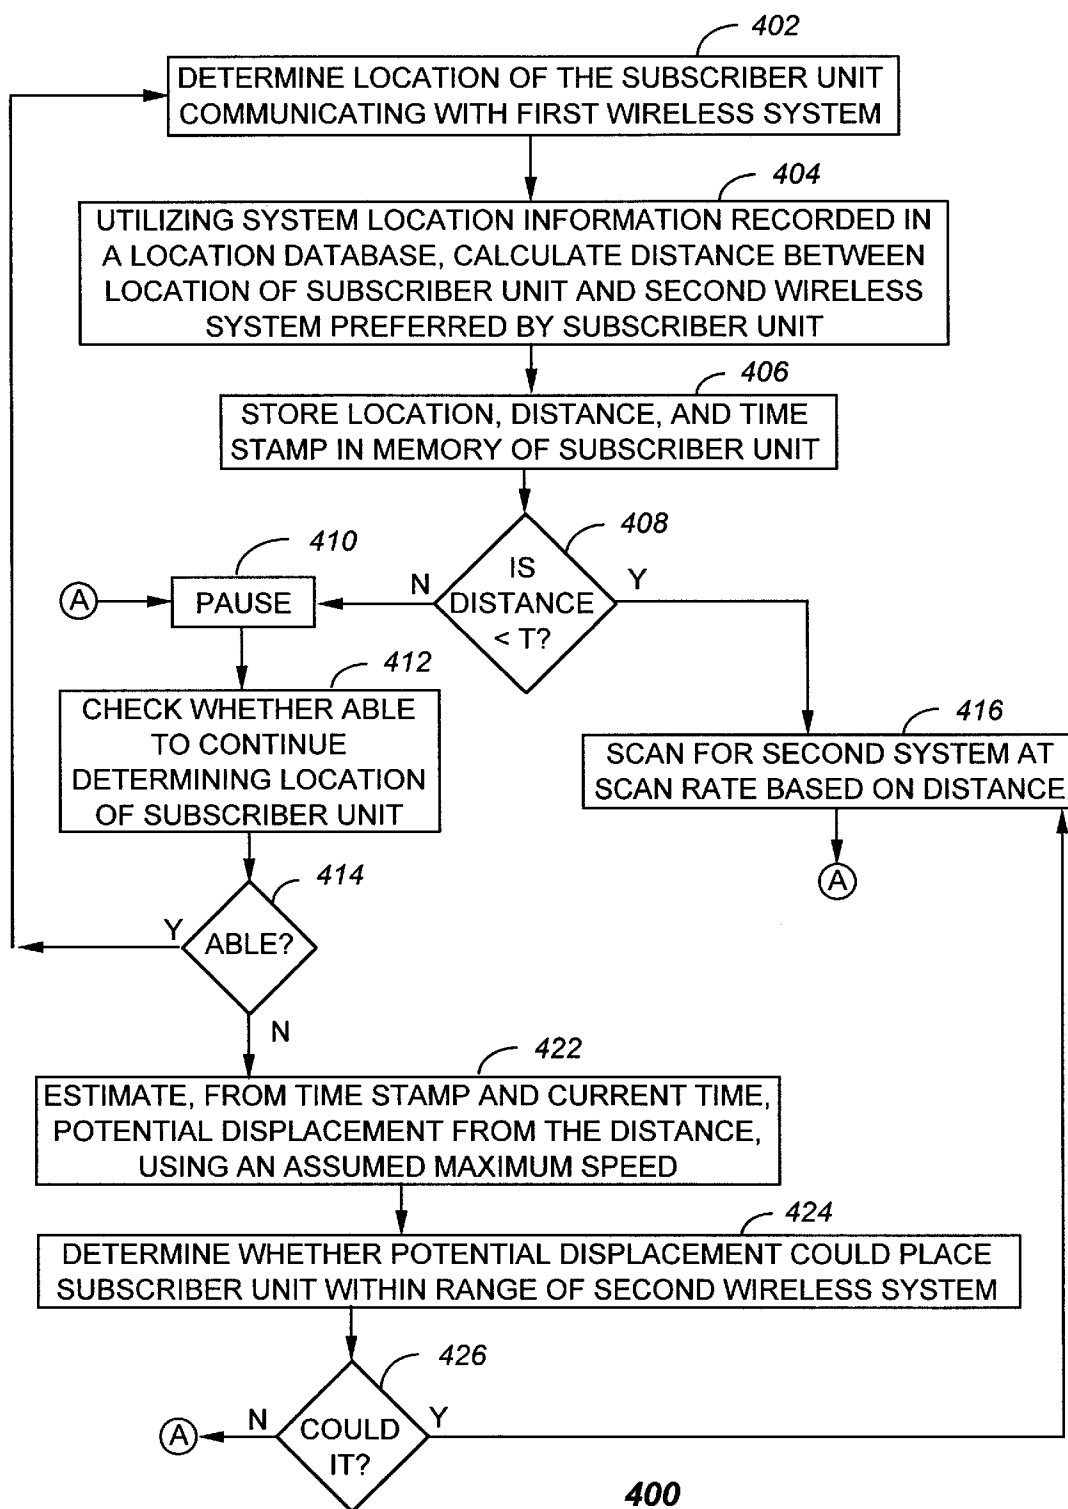 402
DETERMINE LOCATION OF THE SUBSCRIBER UNIT
COMMUNICATING WITH FIRST WIRELESS SYSTEM
404
UTILIZING SYSTEM LOCATION INFORMATION RECORDED IN
A LOCATION DATABASE, CALCULATE DISTANCE BETWEEN
LOCATION OF SUBSCRIBER UNIT AND SECOND WIRELESS
SYSTEM PREFERRED BY SUBSCRIBER UNIT
406
STORE LOCATION, DISTANCE, AND TIME
STAMP IN MEMORY OF SUBSCRIBER UNIT
408
IS
DISTANCE
< T?
N
Y
410
A
PAUSE
412
CHECK WHETHER ABLE
TO CONTINUE
DETERMINING LOCATION
OF SUBSCRIBER UNIT
416
SCAN FOR SECOND SYSTEM AT
SCAN RATE BASED ON DISTANCE
A
414
Y
ABLE?
N
422
ESTIMATE, FROM TIME STAMP AND CURRENT TIME,
POTENTIAL DISPLACEMENT FROM THE DISTANCE,
USING AN ASSUMED MAXIMUM SPEED
424
DETERMINE WHETHER POTENTIAL DISPLACEMENT COULD PLACE
SUBSCRIBER UNIT WITHIN RANGE OF SECOND WIRELESS SYSTEM
426
A
N
COULD
IT?
Y
400